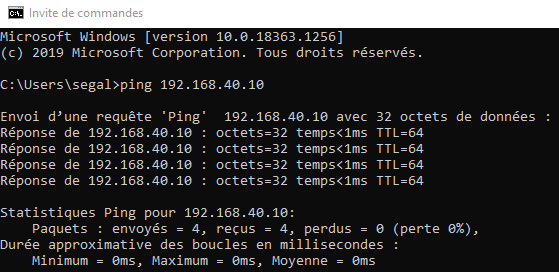 Invite de commandes
Microsoft Windows [version 10.0.18363.1256]
(c) 2019 Microsoft Corporation. Tous droits réservés.
C:\Users\segal>ping 192.168.40.10
Envoi d’une requête 'Ping'  192.168.40.10 avec 32 octets de données :
Réponse de 192.168.40.10 : octets=32 temps<1ms TTL=64
Réponse de 192.168.40.10 : octets=32 temps<1ms TTL=64
Réponse de 192.168.40.10 : octets=32 temps<1ms TTL=64
Réponse de 192.168.40.10 : octets=32 temps<1ms TTL=64
Statistiques Ping pour 192.168.40.10:
Paquets : envoyés = 4, reçus = 4, perdus = 0 (perte 0%),
Durée approximative des boucles en millisecondes :
Minimum = 0ms, Maximum = 0ms, Moyenne = 0ms